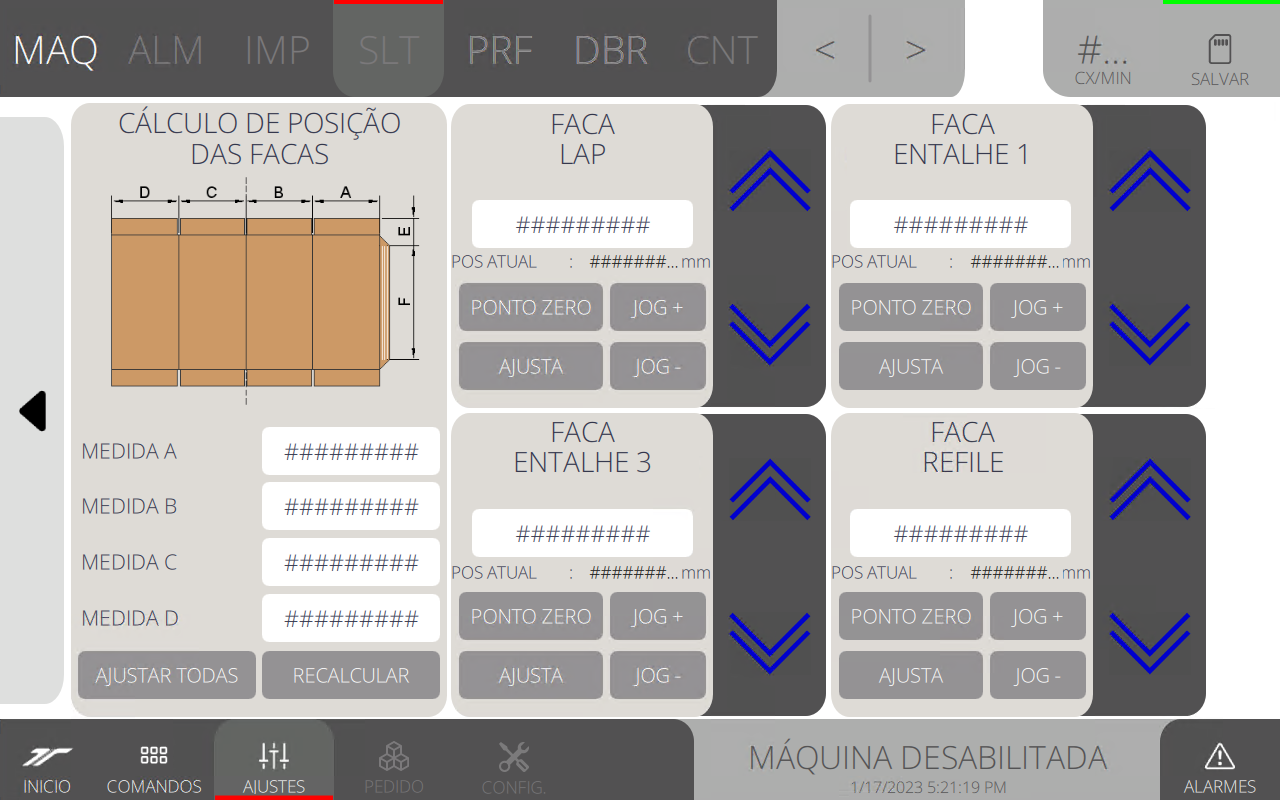 MAQ ALM IMP SLT PRF DBR CNT < > #...
CX/MIN SALVAR
CÁLCULO DE POSIÇÃO
DAS FACAS
D C B A
E
F
MEDIDA A #########
MEDIDA B #########
MEDIDA C #########
MEDIDA D #########
AJUSTAR TODAS RECALCULAR
FACA
LAP
#########
POS ATUAL : #######... mm
PONTO ZERO JOG +
AJUSTA JOG -
FACA
ENTALHE 1
#########
POS ATUAL : #######... mm
PONTO ZERO JOG +
AJUSTA JOG -
FACA
ENTALHE 3
#########
POS ATUAL : #######... mm
PONTO ZERO JOG +
AJUSTA JOG -
FACA
REFILE
#########
POS ATUAL : #######... mm
PONTO ZERO JOG +
AJUSTA JOG -
INICIO COMANDOS AJUSTES PEDIDO CONFIG.
MÁQUINA DESABILITADA
1/17/2023 5:21:19 PM
ALARMES